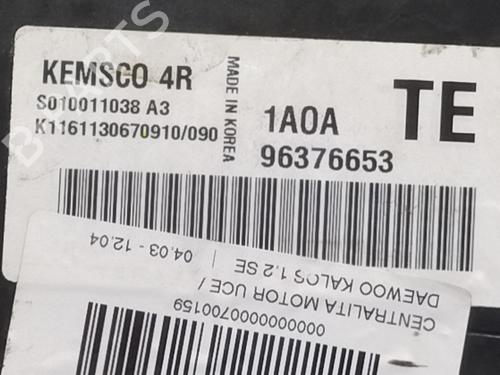 KEMSCO 4R
S010011038 A3
K1161130670910/090
MADE IN KOREA
1A0A
TE
96376653
CENTRALITA MOTOR UCE /
DAEWOO KALOS 1.2 SE
04.03 - 12.04
0000000000000700159